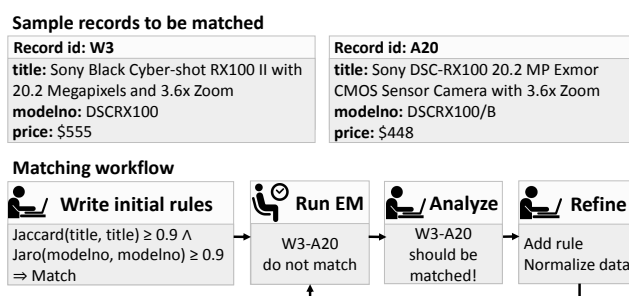 Sample records to be matched
Record id: W3
title: Sony Black Cyber-shot RX100 II with
20.2 Megapixels and 3.6x Zoom
modelno: DSCRX100
price: $555
Record id: A20
title: Sony DSC-RX100 20.2 MP Exmor
CMOS Sensor Camera with 3.6x Zoom
modelno: DSCRX100/B
price: $448
Matching workflow
Write initial rules
Jaccard(title, title) ≥ 0.9 ∧
Jaro(modelno, modelno) ≥ 0.9
⇒ Match
Run EM
W3-A20
do not match
Analyze
W3-A20
should be
matched!
Refine
Add rule
Normalize data